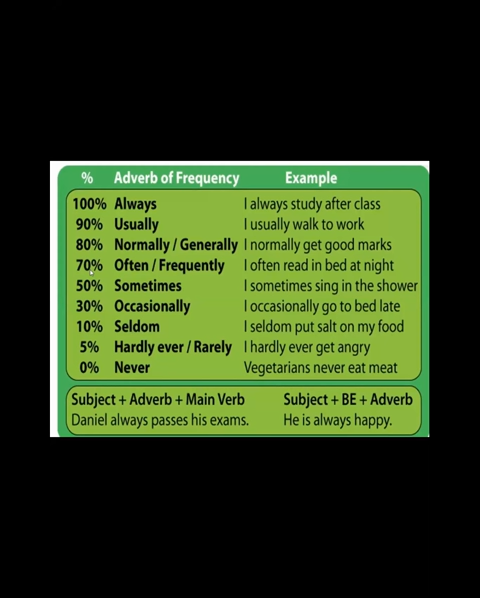 % Adverb of Frequency Example
100% Always I always study after class
90% Usually I usually walk to work
80% Normally / Generally I normally get good marks
70% Often / Frequently I often read in bed at night
50% Sometimes I sometimes sing in the shower
30% Occasionally I occasionally go to bed late
10% Seldom I seldom put salt on my food
5% Hardly ever / Rarely I hardly ever get angry
0% Never Vegetarians never eat meat
Subject + Adverb + Main Verb Subject + BE + Adverb
Daniel always passes his exams. He is always happy.